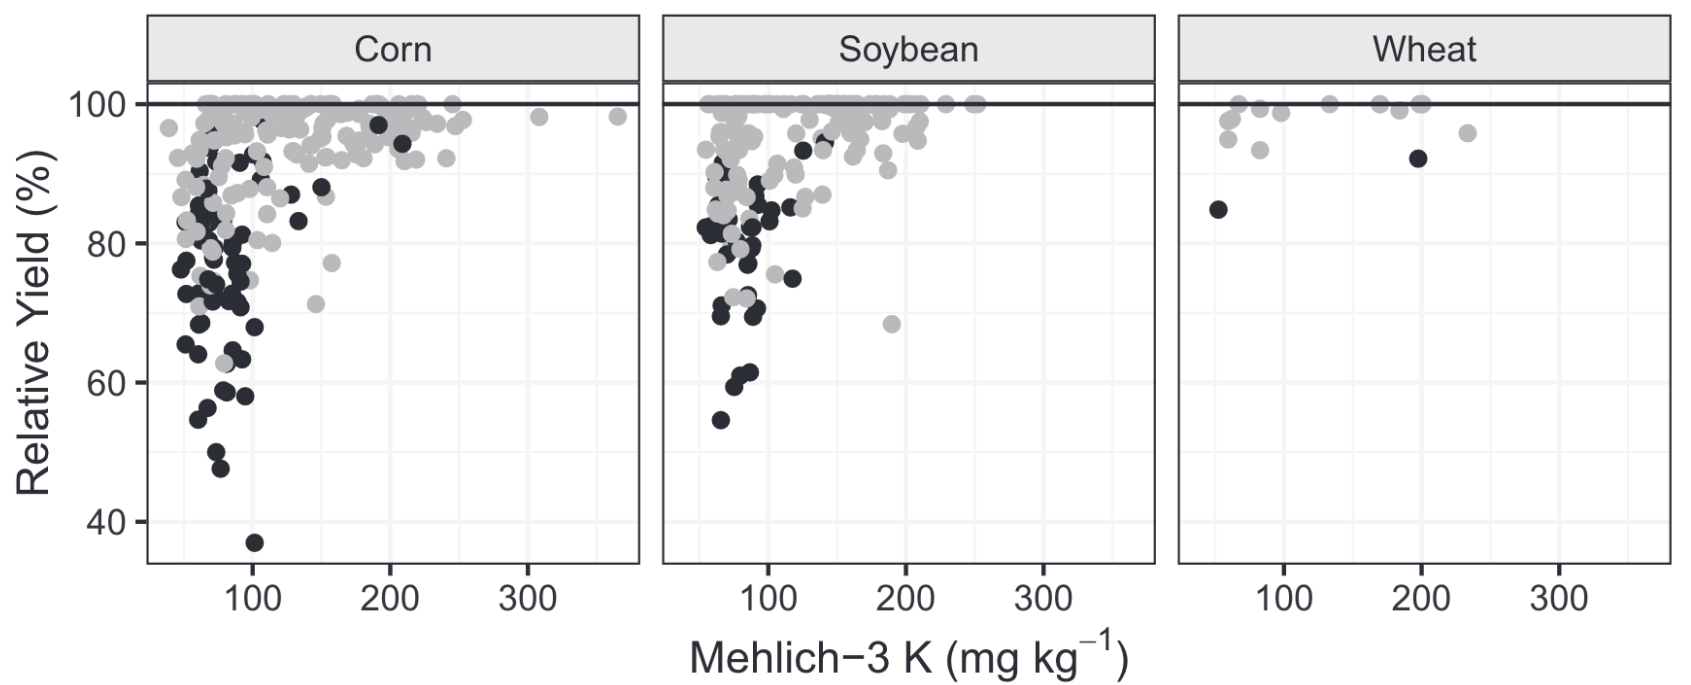 Corn Soybean Wheat
100
80
60
40
Relative Yield (%)
100 200 300 100 200 300 100 200 300
Mehlich−3 K (mg kg⁻¹)